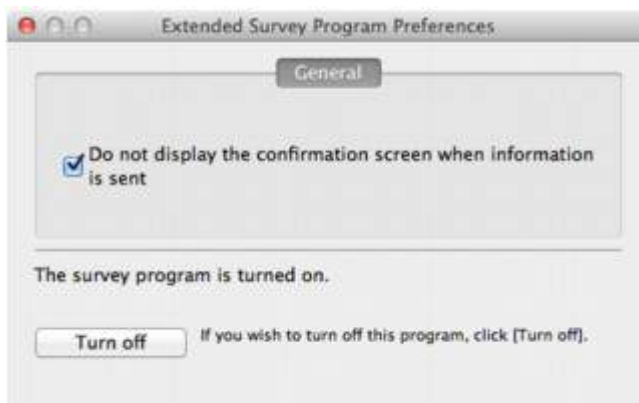 Extended Survey Program Preferences
General
Do not display the confirmation screen when information
is sent
The survey program is turned on.
Turn off
If you wish to turn off this program, click [Turn off].